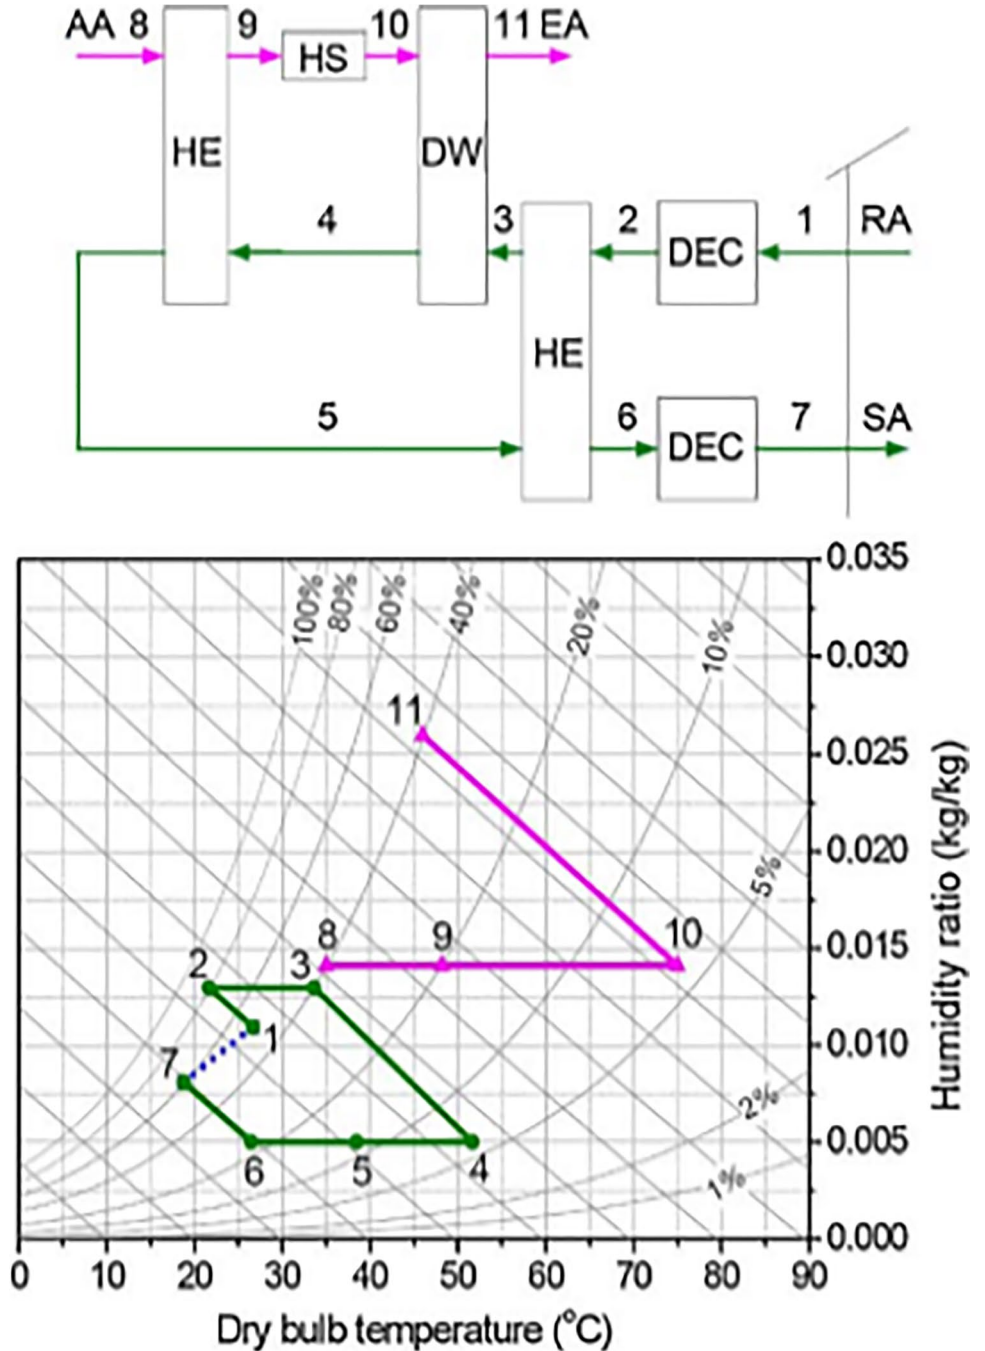 AA 8 9 10 11 EA
HS
HE DW
4 3 2 1 RA
DEC
HE
5 6 7 SA
DEC
0.035
100% 80% 60% 40% 20% 10%
0.030
11
0.025
0.020
5%
8 9 10
0.015
2 3
1
0.010
7
2%
0.005
6 5 4
1%
0.000
0 10 20 30 40 50 60 70 80 90
Dry bulb temperature (°C)
Humidity ratio (kg/kg)